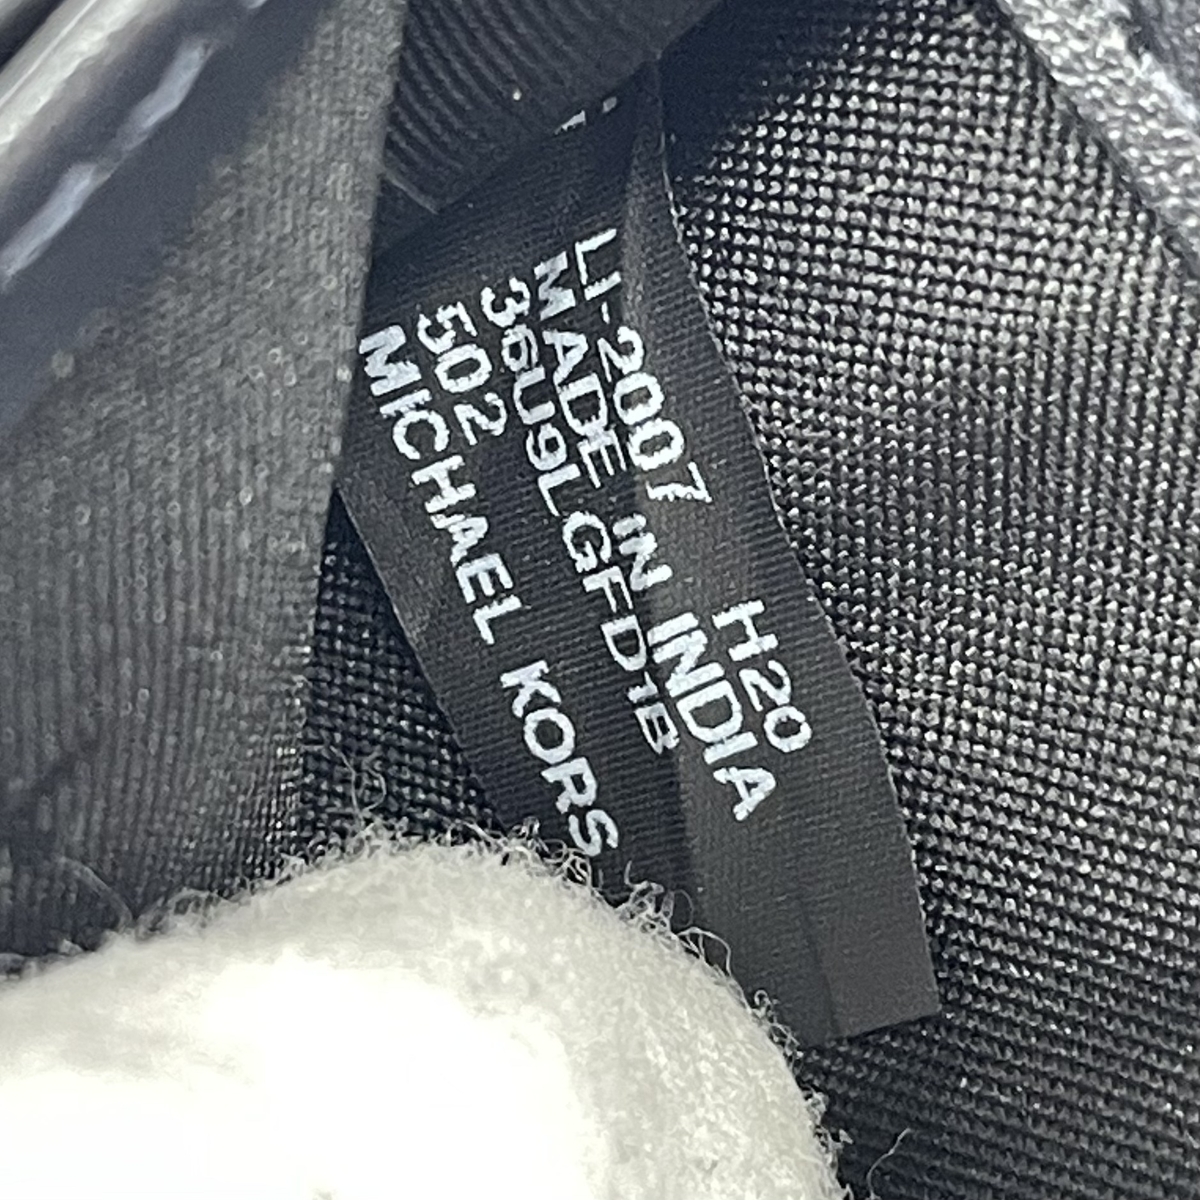 LI-2007 H20
MADE IN INDIA
36U9LGFD1B
502
MICHAEL KORS